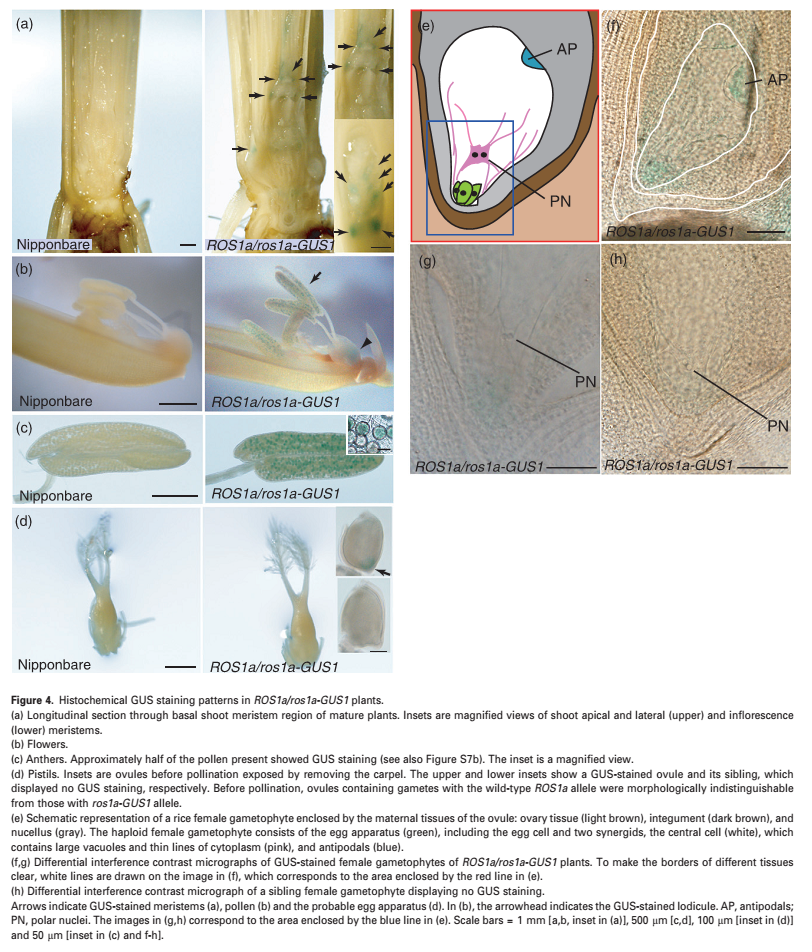 (a)
Nipponbare
ROS1a/ros1a-GUS1
(b)
Nipponbare
ROS1a/ros1a-GUS1
(c)
Nipponbare
ROS1a/ros1a-GUS1
(d)
Nipponbare
ROS1a/ros1a-GUS1
(e)
AP
PN
(f)
AP
ROS1a/ros1a-GUS1
(g)
PN
ROS1a/ros1a-GUS1
(h)
PN
ROS1a/ros1a-GUS1
Figure 4. Histochemical GUS staining patterns in ROS1a/ros1a-GUS1 plants.
(a) Longitudinal section through basal shoot meristem region of mature plants. Insets are magnified views of shoot apical and lateral (upper) and inflorescence
(lower) meristems.
(b) Flowers.
(c) Anthers. Approximately half of the pollen present showed GUS staining (see also Figure S7b). The inset is a magnified view.
(d) Pistils. Insets are ovules before pollination exposed by removing the carpel. The upper and lower insets show a GUS-stained ovule and its sibling, which
displayed no GUS staining, respectively. Before pollination, ovules containing gametes with the wild-type ROS1a allele were morphologically indistinguishable
from those with ros1a-GUS1 allele.
(e) Schematic representation of a rice female gametophyte enclosed by the maternal tissues of the ovule: ovary tissue (light brown), integument (dark brown), and
nucellus (gray). The haploid female gametophyte consists of the egg apparatus (green), including the egg cell and two synergids, the central cell (white), which
contains large vacuoles and thin lines of cytoplasm (pink), and antipodals (blue).
(f,g) Differential interference contrast micrographs of GUS-stained female gametophytes of ROS1a/ros1a-GUS1 plants. To make the borders of different tissues
clear, white lines are drawn on the image in (f), which corresponds to the area enclosed by the red line in (e).
(h) Differential interference contrast micrograph of a sibling female gametophyte displaying no GUS staining.
Arrows indicate GUS-stained meristems (a), pollen (b) and the probable egg apparatus (d). In (b), the arrowhead indicates the GUS-stained lodicule. AP, antipodals;
PN, polar nuclei. The images in (g,h) correspond to the area enclosed by the blue line in (e). Scale bars = 1 mm [a,b, inset in (a)], 500 μm [c,d], 100 μm [inset in (d)]
and 50 μm [inset in (c) and f-h].